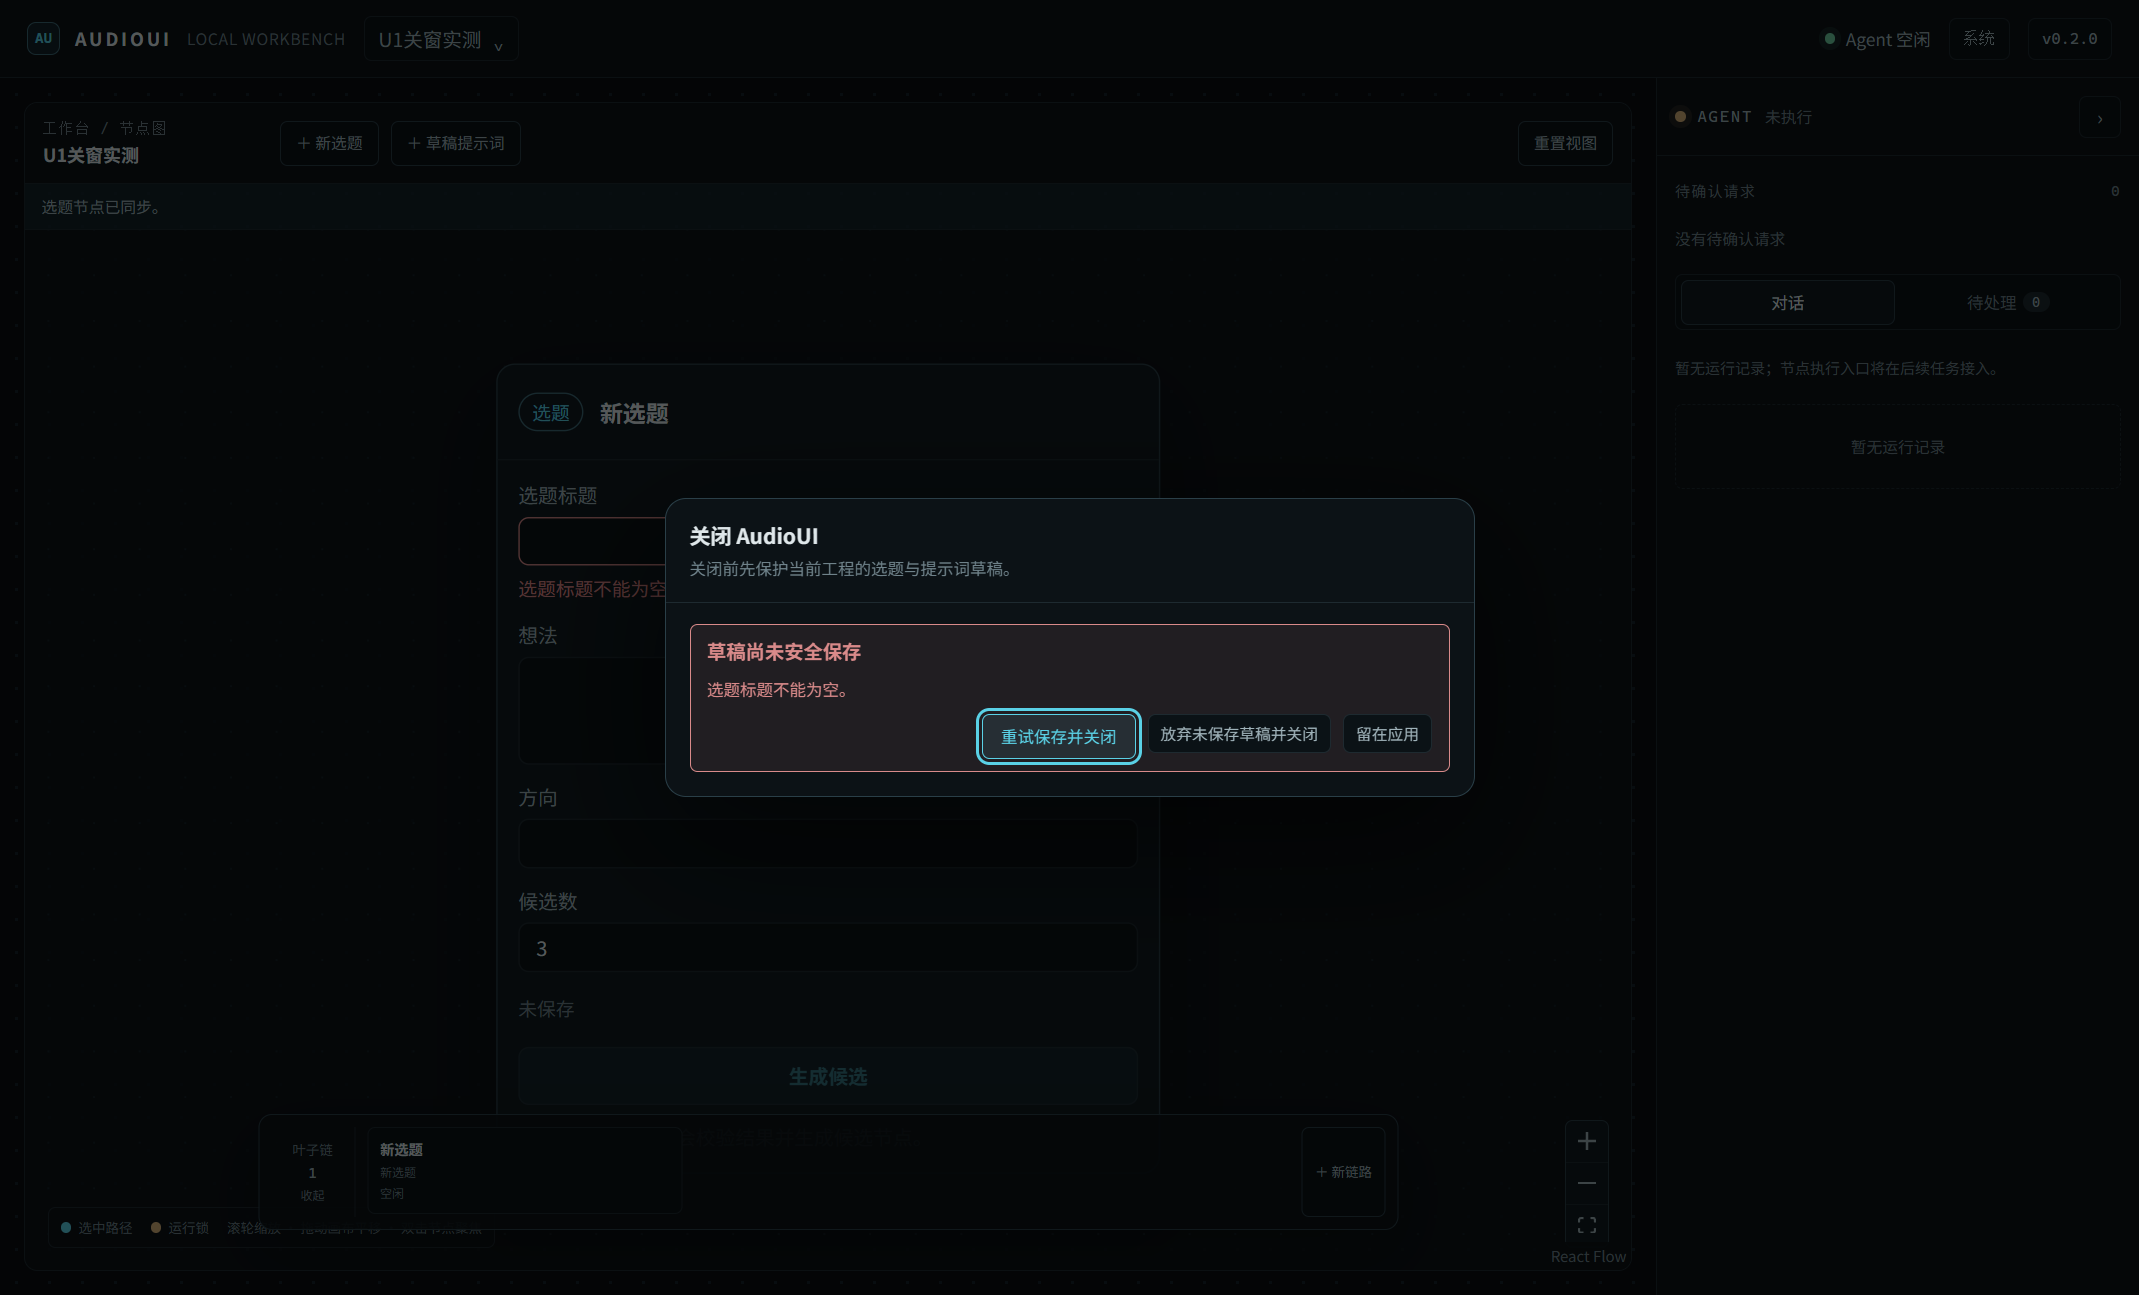 AU AUDIOUI LOCAL WORKBENCH U1关窗实测 ∨
Agent 空闲 系统 v0.2.0
工作台 / 节点图
U1关窗实测
＋ 新选题 ＋ 草稿提示词 重置视图
选题节点已同步。
AGENT 未执行 ›
待确认请求 0
没有待确认请求
对话 待处理 0
暂无运行记录；节点执行入口将在后续任务接入。
暂无运行记录
选题 新选题
选题标题
选题标题不能为空
想法
方向
候选数
3
未保存
生成候选
关闭 AudioUI
关闭前先保护当前工程的选题与提示词草稿。
草稿尚未安全保存
选题标题不能为空。
重试保存并关闭 放弃未保存草稿并关闭 留在应用
叶子链
1
收起
新选题
新选题
空闲
＋ 新链路
选中路径 运行锁 滚轮缩放
React Flow